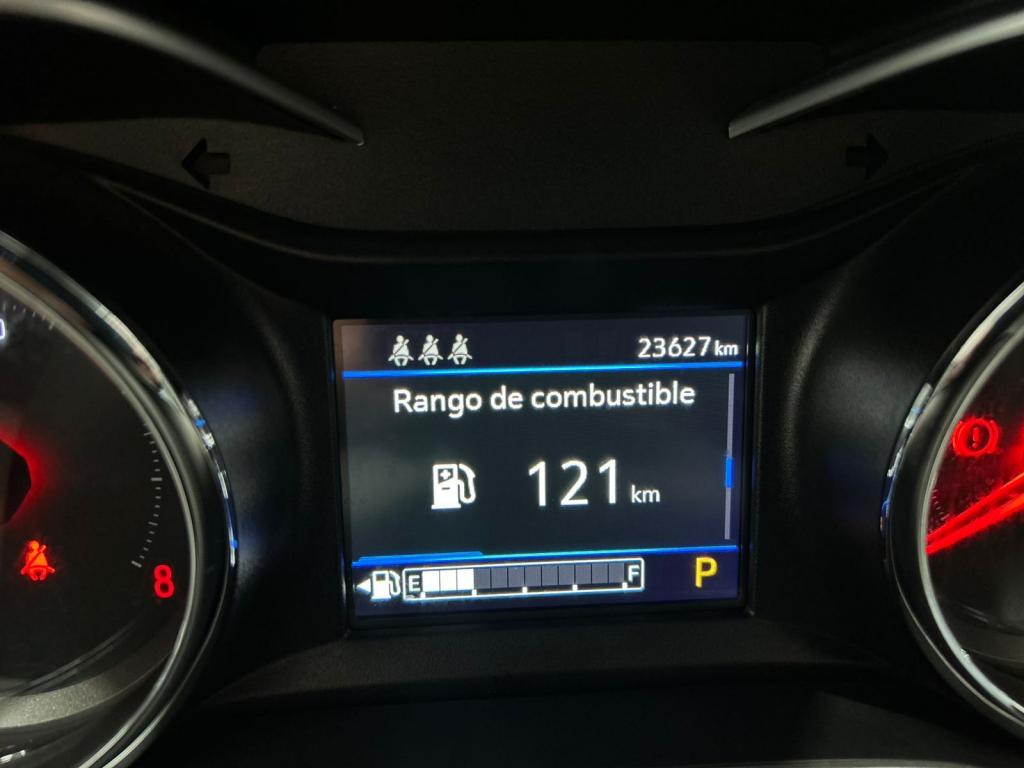 23627 km
Rango de combustible
121 km
E F P
8